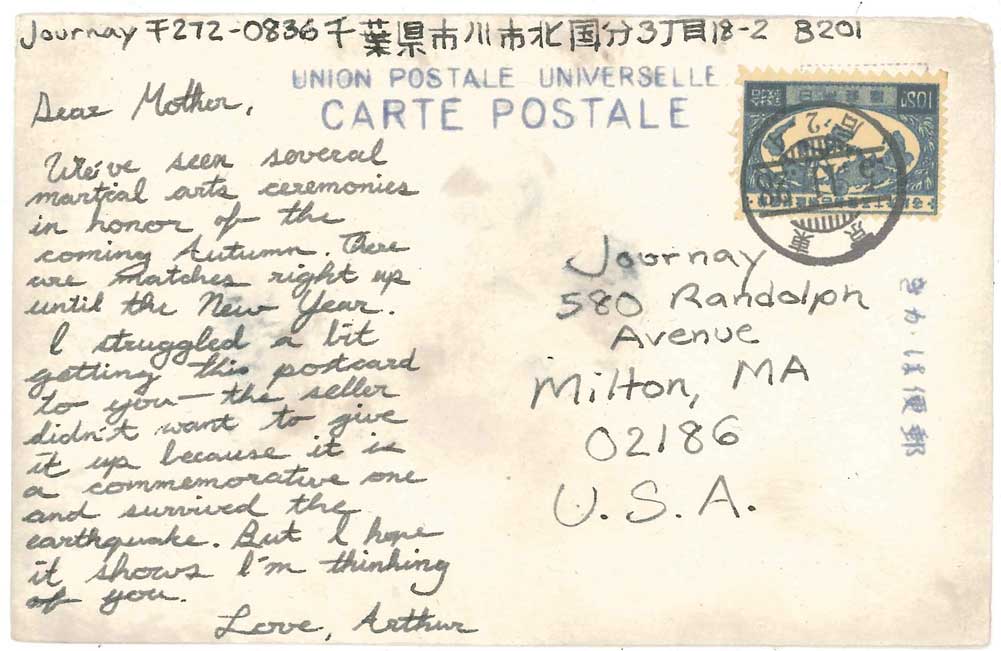 Journay 〒272-0836 千葉県市川市北国分3丁目18-2 B201
UNION POSTALE UNIVERSELLE
CARTE POSTALE
Dear Mother,
We've seen several
martial arts ceremonies
in honor of the
coming Autumn. There
are matches right up
until the New Year.
I struggled a bit
getting this postcard
to you— the seller
didn't want to give
it up because it is
a commemorative one
and survived the
earthquake. But I hope
it shows I'm thinking
of you.
Love, Arthur
10SN
東京
Journay
580 Randolph
Avenue
Milton, MA
02186
U.S.A.
郵便はかき